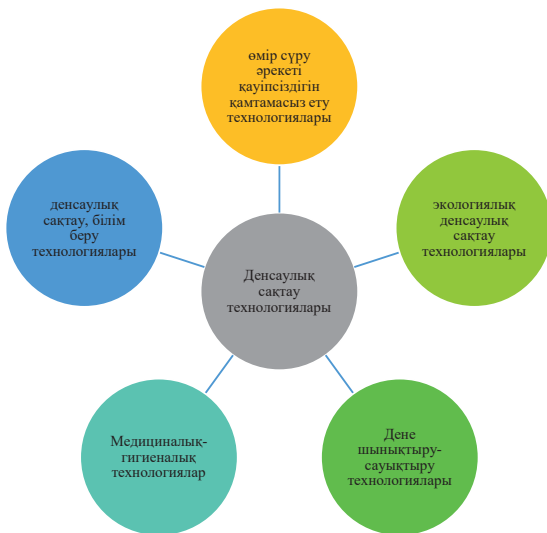 өмір сүру
әрекеті
қауіпсіздігін
қамтамасыз ету
технологиялары
денсаулық
сақтау, білім
беру
технологиялары
экологиялық
денсаулық
сақтау
технологиялары
Денсаулық
сақтау
технологиялары
Медициналық-
гигиеналық
технологиялар
Дене
шынықтыру-
сауықтыру
технологиялары